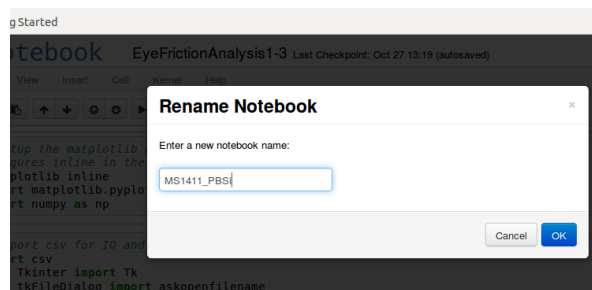 g Started
tebook EyeFrictionAnalysis1-3 Last Checkpoint: Oct 27 13:19 (autosaved)
View Insert Cell Kernel Help
Rename Notebook ×
Enter a new notebook name:
MS1411_PBSi
Cancel OK
tup the matplotlib
gures inline in the
plotlib inline
rt matplotlib.pyplo
rt numpy as np
port csv for IO and
rt csv
Tkinter import Tk
tkFileDialog import askopenfilename